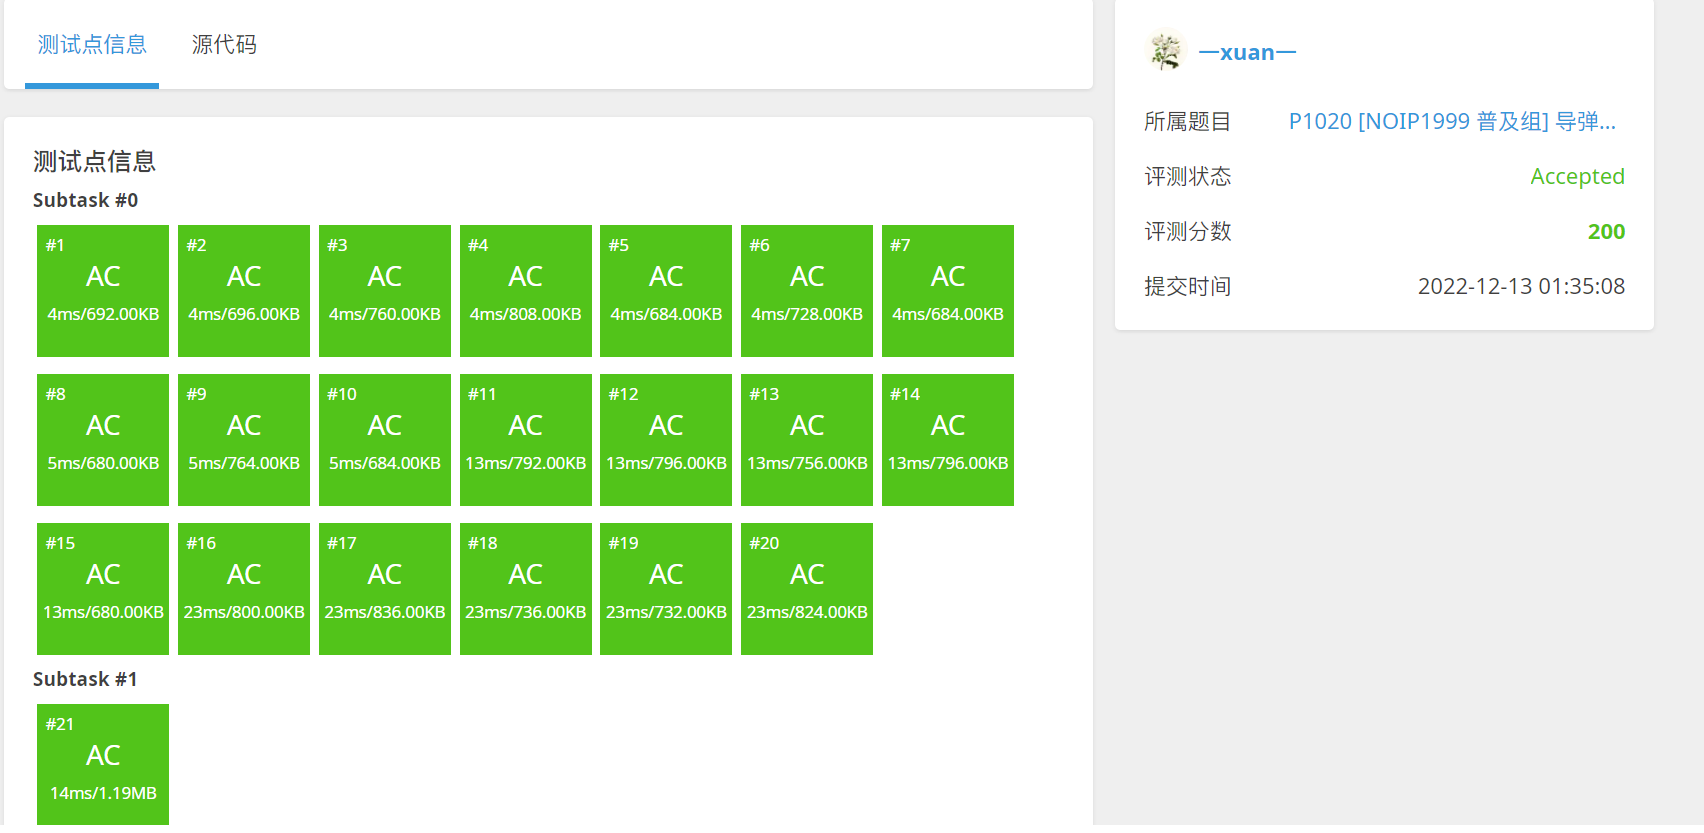 测试点信息 源代码
测试点信息
Subtask #0
#1 #2 #3 #4 #5 #6 #7
AC AC AC AC AC AC AC
4ms/692.00KB 4ms/696.00KB 4ms/760.00KB 4ms/808.00KB 4ms/684.00KB 4ms/728.00KB 4ms/684.00KB
#8 #9 #10 #11 #12 #13 #14
AC AC AC AC AC AC AC
5ms/680.00KB 5ms/764.00KB 5ms/684.00KB 13ms/792.00KB 13ms/796.00KB 13ms/756.00KB 13ms/796.00KB
#15 #16 #17 #18 #19 #20
AC AC AC AC AC AC
13ms/680.00KB 23ms/800.00KB 23ms/836.00KB 23ms/736.00KB 23ms/732.00KB 23ms/824.00KB
Subtask #1
#21
AC
14ms/1.19MB
一xuan一
所属题目 P1020 [NOIP1999 普及组] 导弹...
评测状态 Accepted
评测分数 200
提交时间 2022-12-13 01:35:08